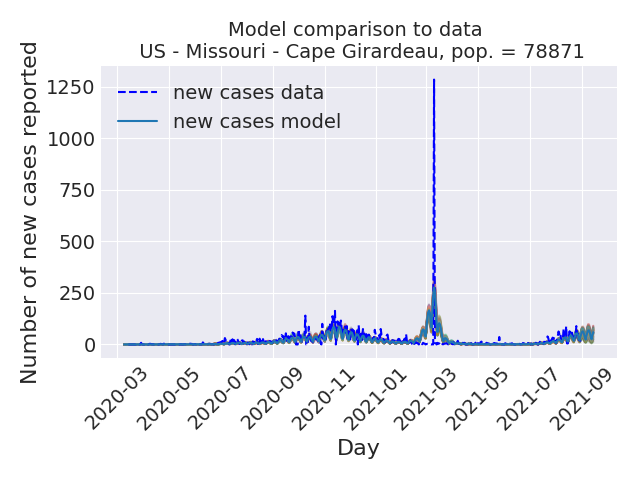 Model comparison to data
US - Missouri - Cape Girardeau, pop. = 78871
Number of new cases reported
1250
1000
750
500
250
0
new cases data
new cases model
2020-03
2020-05
2020-07
2020-09
2020-11
2021-01
2021-03
2021-05
2021-07
2021-09
Day